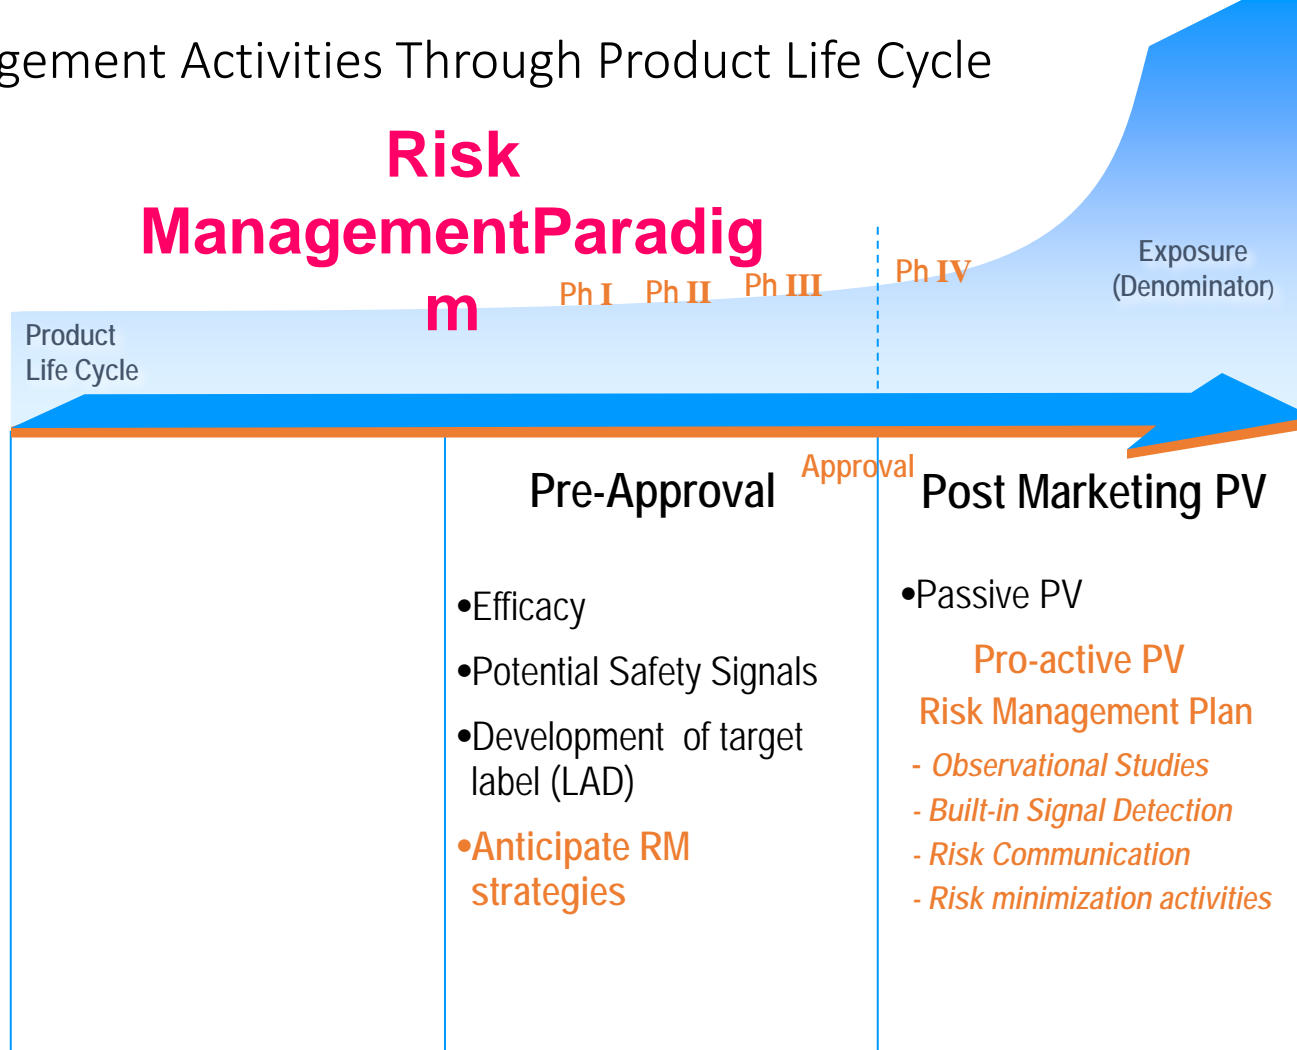 gement Activities Through Product Life Cycle
Risk
ManagementParadig
m
Ph I
Ph II
Ph III
Ph IV
Exposure
(Denominator)
Product
Life Cycle
Approval
Pre-Approval
•Efficacy
•Potential Safety Signals
•Development of target
label (LAD)
•Anticipate RM
strategies
Post Marketing PV
•Passive PV
Pro-active PV
Risk Management Plan
- Observational Studies
- Built-in Signal Detection
- Risk Communication
- Risk minimization activities